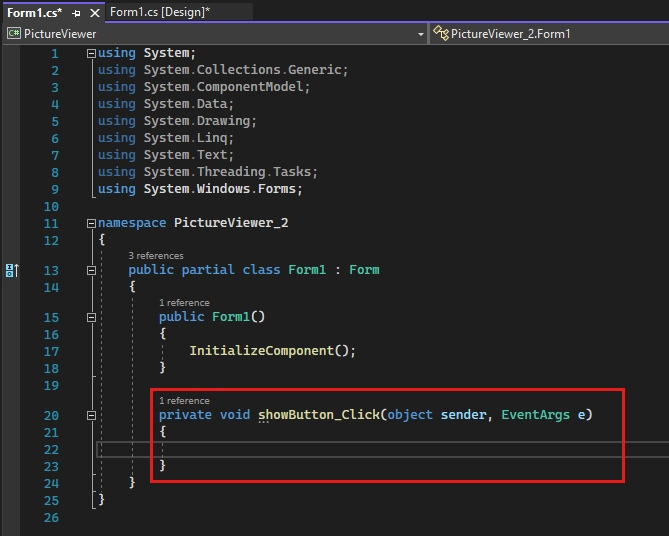 Form1.cs* Form1.cs [Design]*
C# PictureViewer PictureViewer_2.Form1
1 using System;
2 using System.Collections.Generic;
3 using System.ComponentModel;
4 using System.Data;
5 using System.Drawing;
6 using System.Linq;
7 using System.Text;
8 using System.Threading.Tasks;
9 using System.Windows.Forms;
10
11 namespace PictureViewer_2
12 {
3 references
13 public partial class Form1 : Form
14 {
1 reference
15 public Form1()
16 {
17 InitializeComponent();
18 }
19
1 reference
20 private void showButton_Click(object sender, EventArgs e)
21 {
22
23 }
24 }
25 }
26